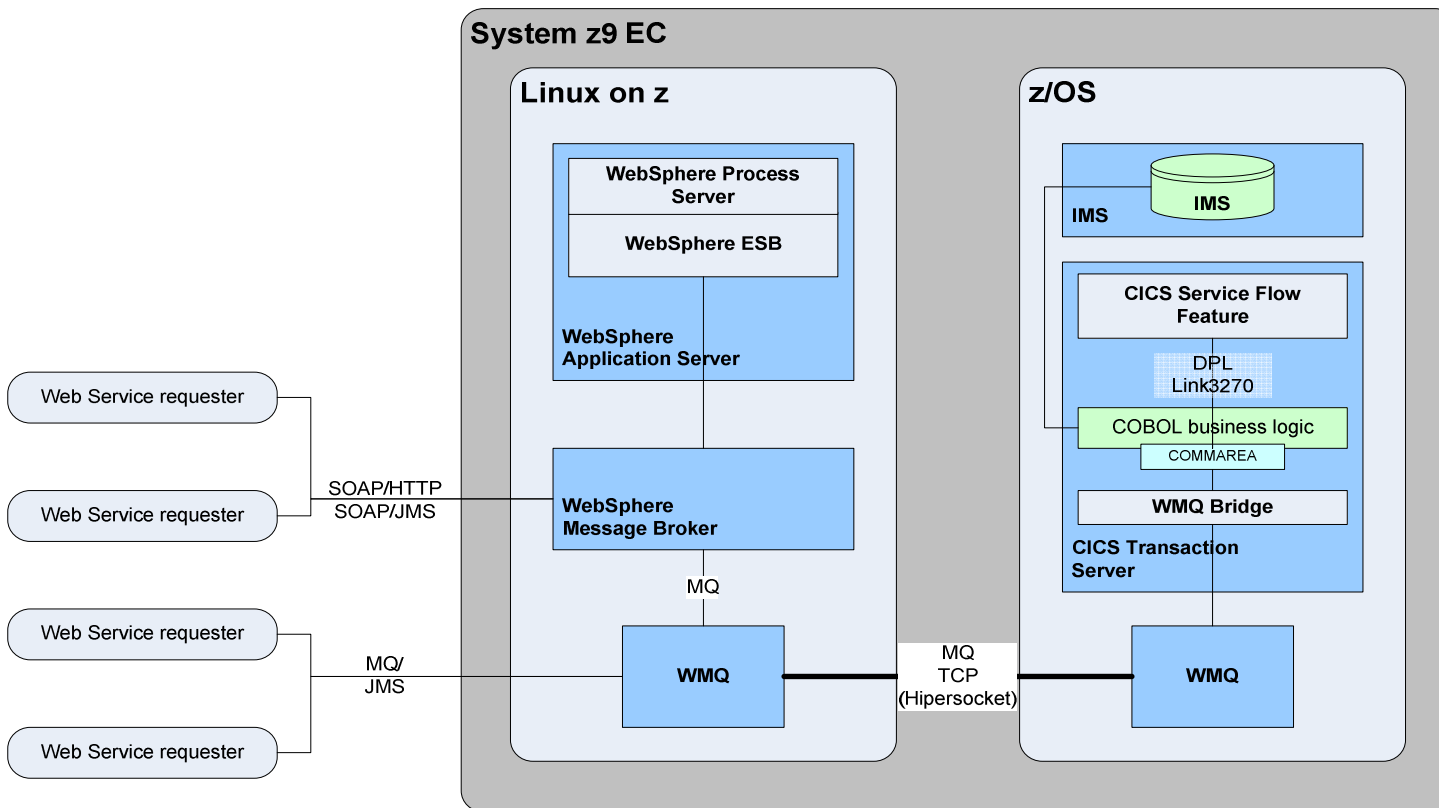 System z9 EC
Linux on z
WebSphere Process
Server
WebSphere ESB
WebSphere
Application Server
WebSphere
Message Broker
MQ
WMQ
Web Service requester
Web Service requester
SOAP/HTTP
SOAP/JMS
Web Service requester
Web Service requester
MQ/
JMS
MQ
TCP
(Hipersocket)
z/OS
IMS
IMS
CICS Service Flow
Feature
DPL
Link3270
COBOL business logic
COMMAREA
WMQ Bridge
CICS Transaction
Server
WMQ